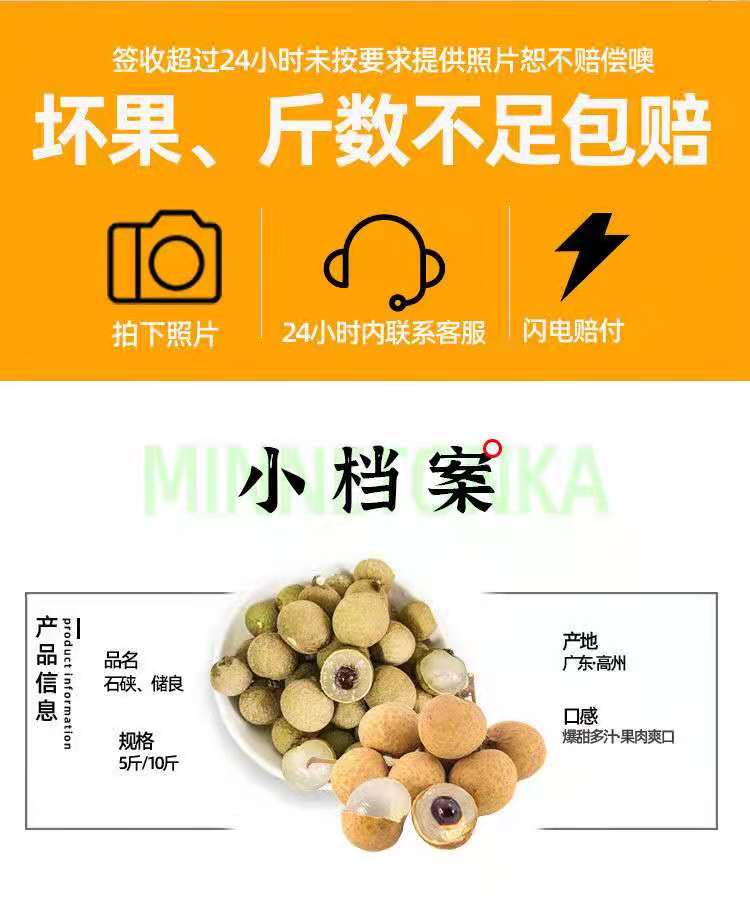 签收超过24小时未按要求提供照片恕不赔偿噢
坏果、斤数不足包赔
拍下照片
24小时内联系客服
闪电赔付
小档案
产品信息
product information
品名
石硖、储良
规格
5斤/10斤
产地
广东·高州
口感
爆甜多汁·果肉爽口